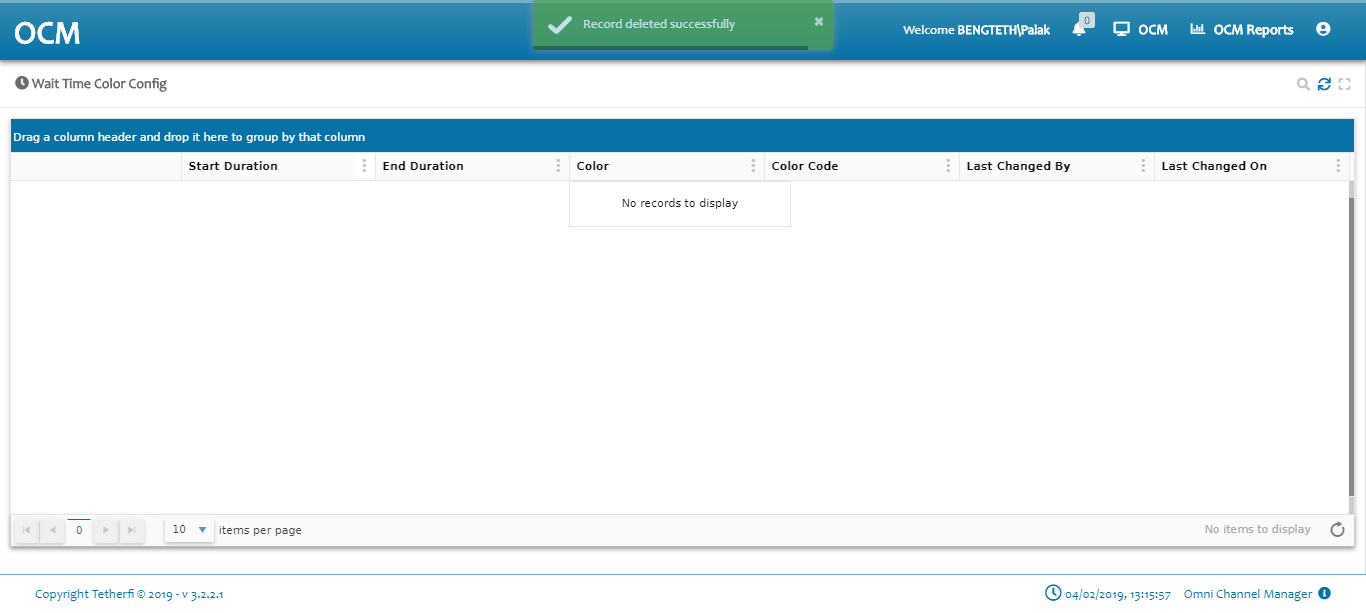 OCM
Record deleted successfully
Welcome BENGTETH\Palak
0
OCM
OCM Reports
Wait Time Color Config
Drag a column header and drop it here to group by that column
Start Duration
End Duration
Color
Color Code
Last Changed By
Last Changed On
No records to display
0
10
items per page
No items to display
Copyright Tetherfi © 2019 - v 3.2.2.1
04/02/2019, 13:15:57
Omni Channel Manager